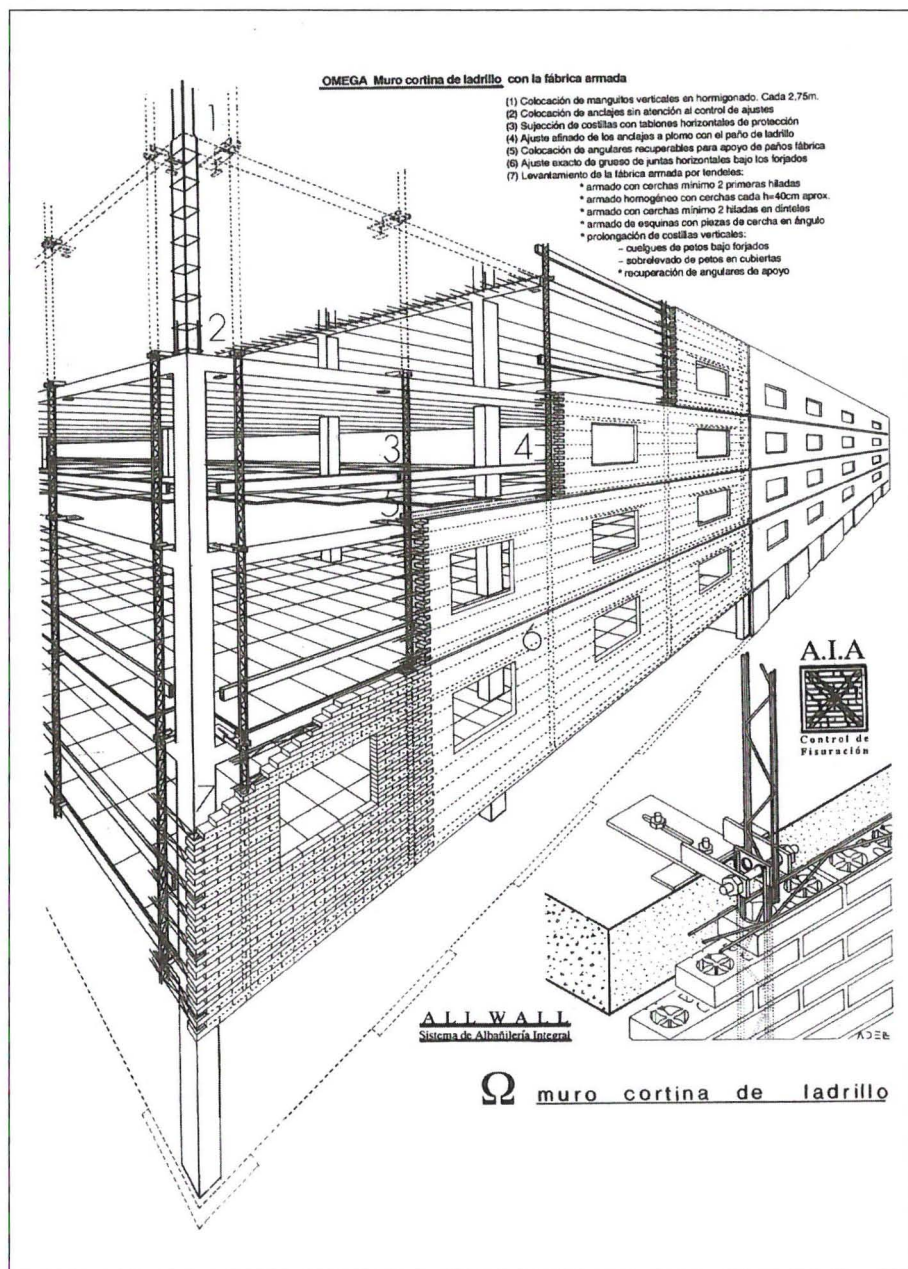 OMEGA Muro cortina de ladrillo con la fábrica armada
(1) Colocación de manguitos verticales en hormigonado. Cada 2,75m.
(2) Colocación de anclajes sin atención al control de ajustes
(3) Sujección de costillas con tablones horizontales de protección
(4) Ajuste afinado de los anclajes a plomo con el paño de ladrillo
(5) Colocación de angulares recuperables para apoyo de paños fábrica
(6) Ajuste exacto de grueso de juntas horizontales bajo los forjados
(7) Levantamiento de la fábrica armada por tendeles:
* armado con cerchas mínimo 2 primeras hiladas
* armado homogéneo con cerchas cada h=40cm aprox.
* armado con cerchas mínimo 2 hiladas en dinteles
* armado de esquinas con piezas de cercha en ángulo
* prolongación de costillas verticales:
– cuelgues de petos bajo forjados
– sobrelevado de petos en cubiertas
* recuperación de angulares de apoyo
1
2
3
4
5
6
7
A.I.A
Control de
Fisuración
ALL WALL
Sistema de Albañilería Integral
Ω muro cortina de ladrillo